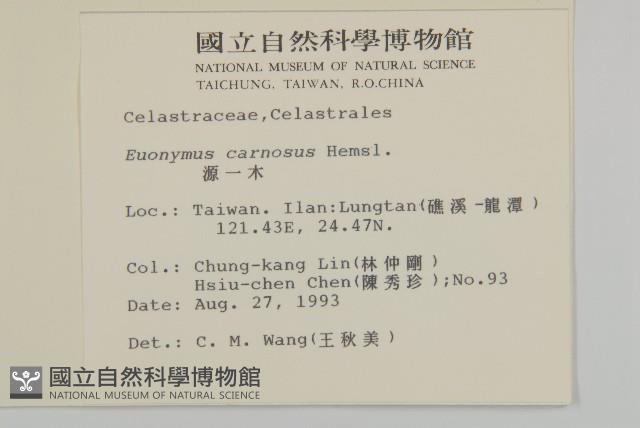 國立自然科學博物館
NATIONAL MUSEUM OF NATURAL SCIENCE
TAICHUNG, TAIWAN, R.O.CHINA
Celastraceae,Celastrales
Euonymus carnosus Hemsl.
源一木
Loc.: Taiwan. Ilan:Lungtan(礁溪-龍潭)
121.43E, 24.47N.
Col.: Chung-kang Lin(林仲剛)
Hsiu-chen Chen(陳秀珍);No.93
Date: Aug. 27, 1993
Det.: C. M. Wang(王秋美)
國立自然科學博物館
NATIONAL MUSEUM OF NATURAL SCIENCE